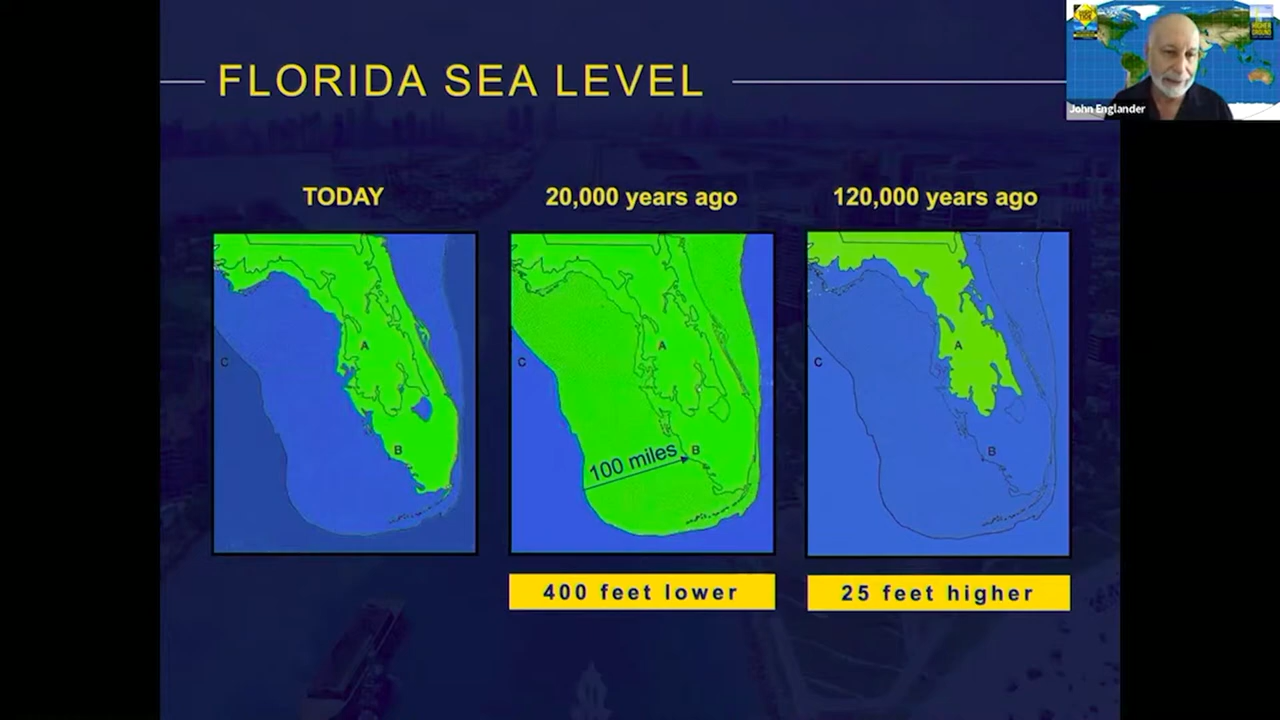 FLORIDA SEA LEVEL
John Englander
TODAY
20,000 years ago
120,000 years ago
A
B
C
A
B
C
100 miles
A
B
C
400 feet lower
25 feet higher